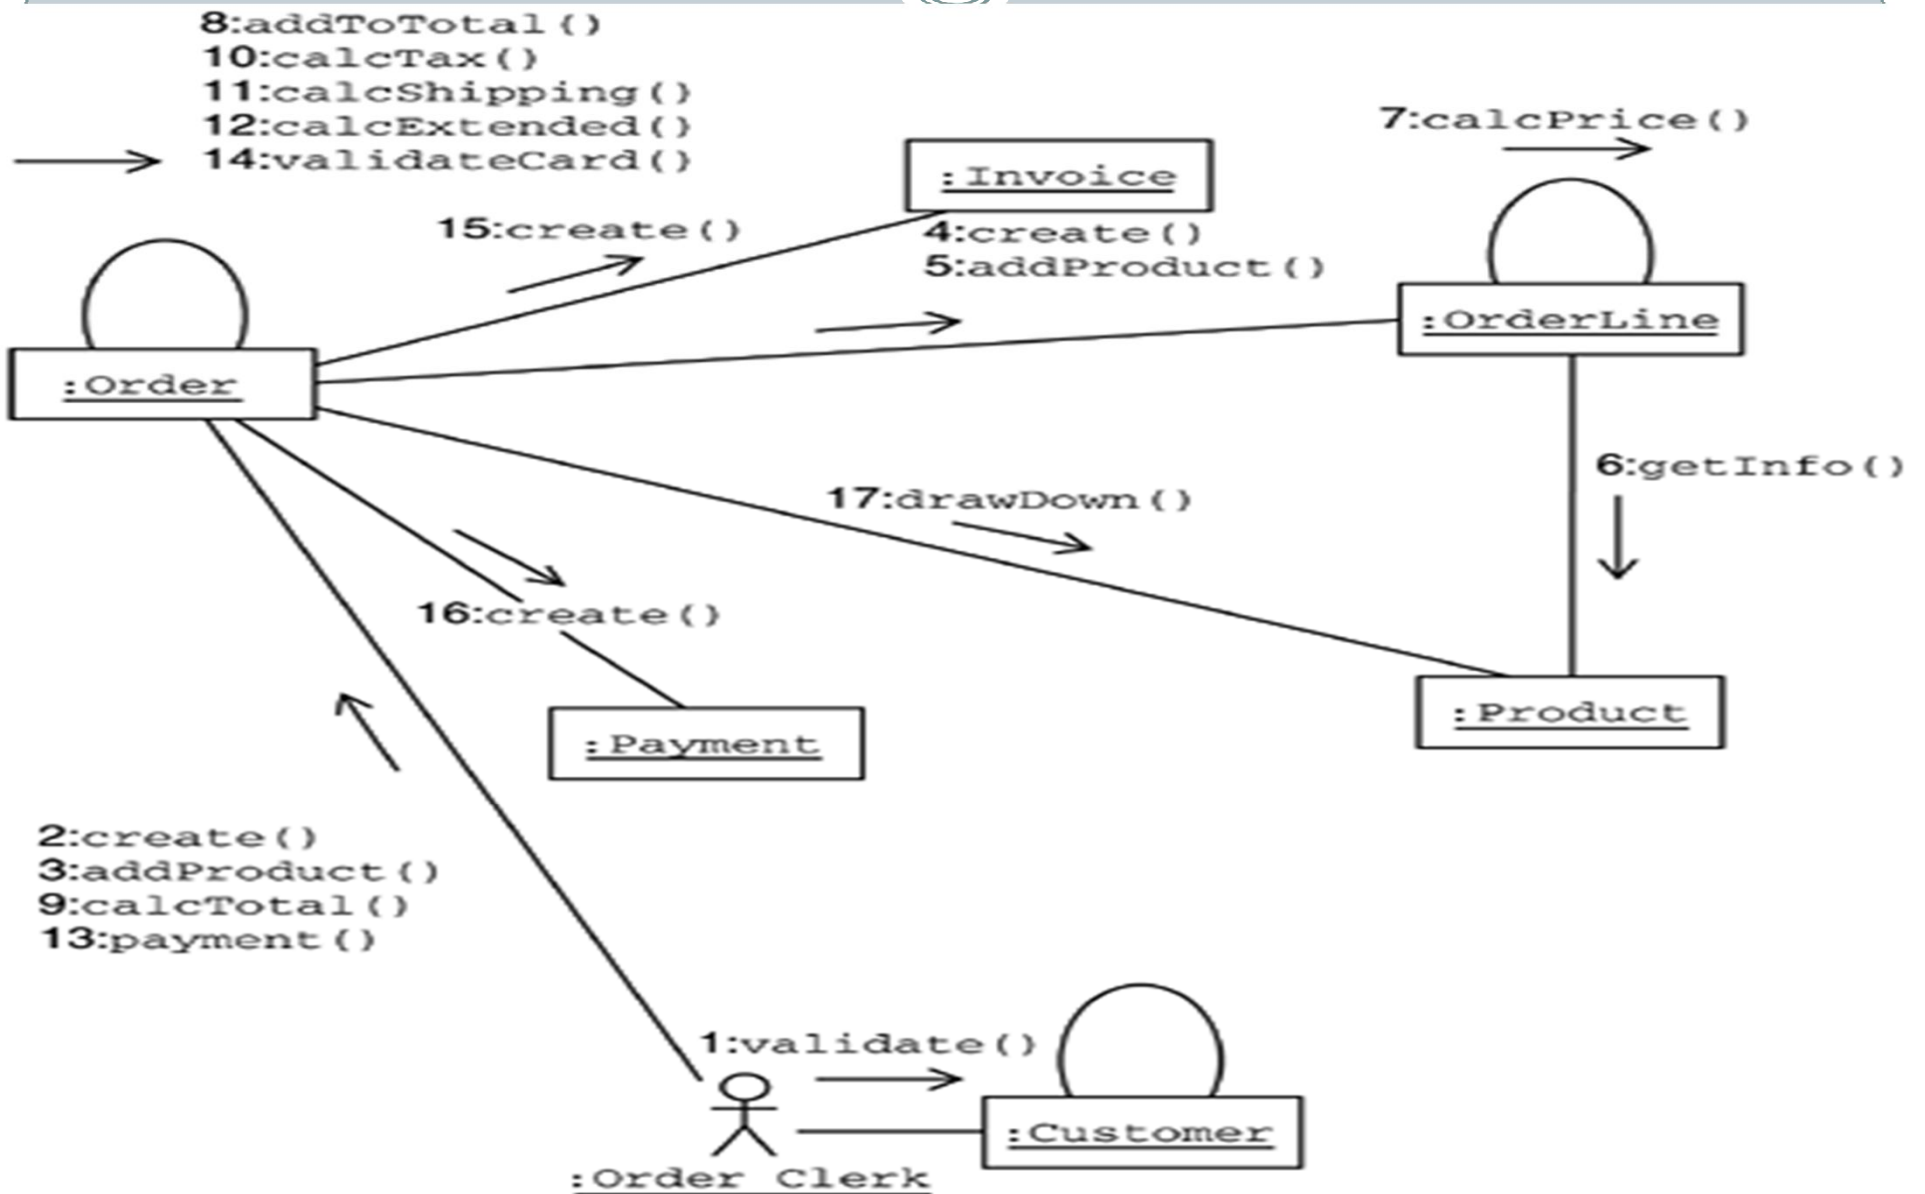 8:addToTotal()
10:calcTax()
11:calcShipping()
12:calcExtended()
14:validateCard()
7:calcPrice()
:Invoice
15:create()
4:create()
5:addProduct()
:OrderLine
:Order
6:getInfo()
17:drawDown()
16:create()
:Product
:Payment
2:create()
3:addProduct()
9:calcTotal()
13:payment()
1:validate()
:Customer
:Order Clerk